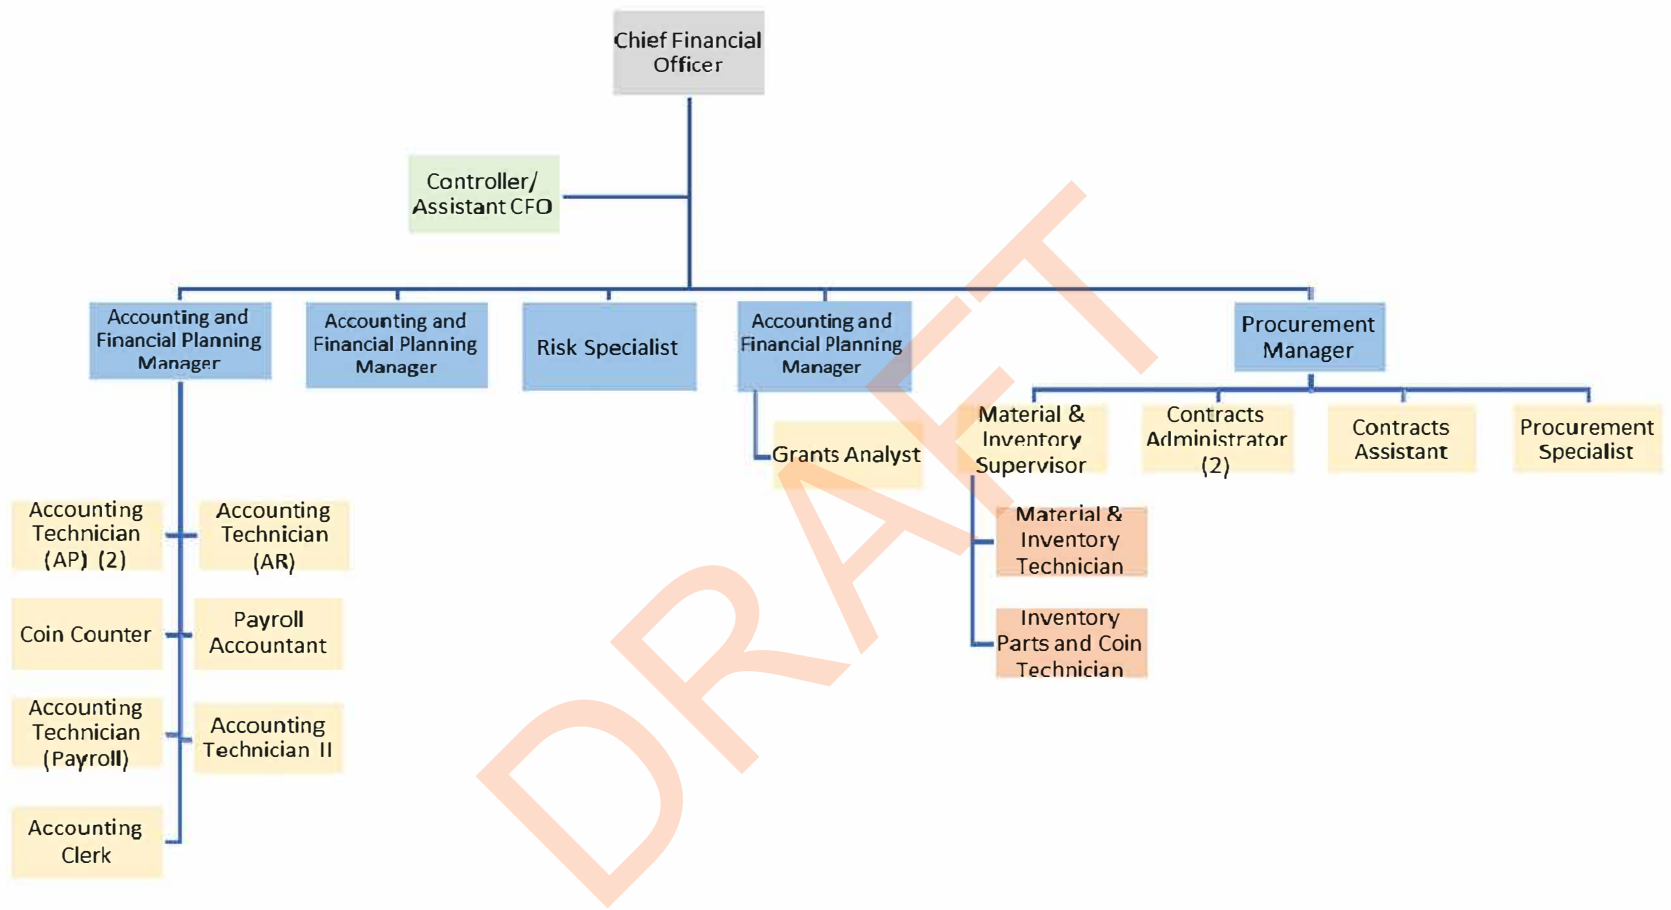 Chief Financial
Officer
Controller/
Assistant CFO
Accounting and
Financial Planning
Manager
Accounting and
Financial Planning
Manager
Risk Specialist
Accounting and
Financial Planning
Manager
Procurement
Manager
Grants Analyst
Material &
Inventory
Supervisor
Contracts
Administrator
(2)
Contracts
Assistant
Procurement
Specialist
Material &
Inventory
Technician
Inventory
Parts and Coin
Technician
Accounting
Technician
(AP) (2)
Accounting
Technician
(AR)
Coin Counter
Payroll
Accountant
Accounting
Technician
(Payroll)
Accounting
Technician II
Accounting
Clerk
DRAFT